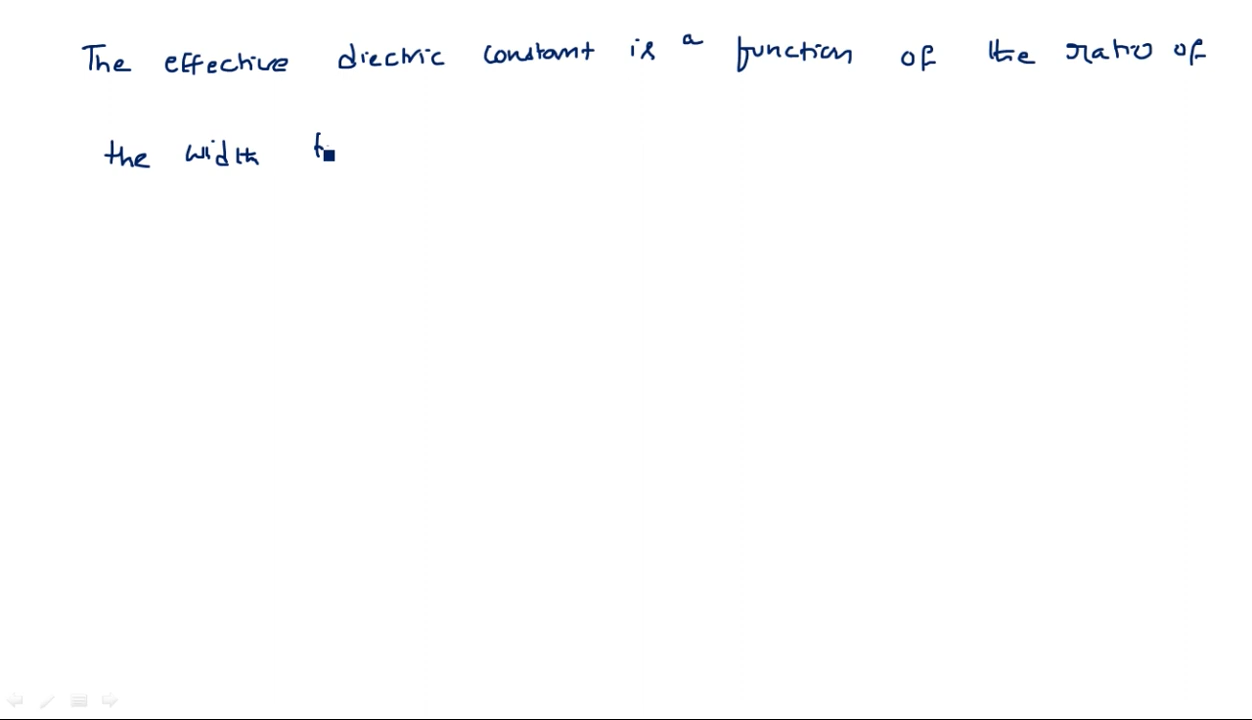 The effective diectric constant is a function of the ratio of
the width t